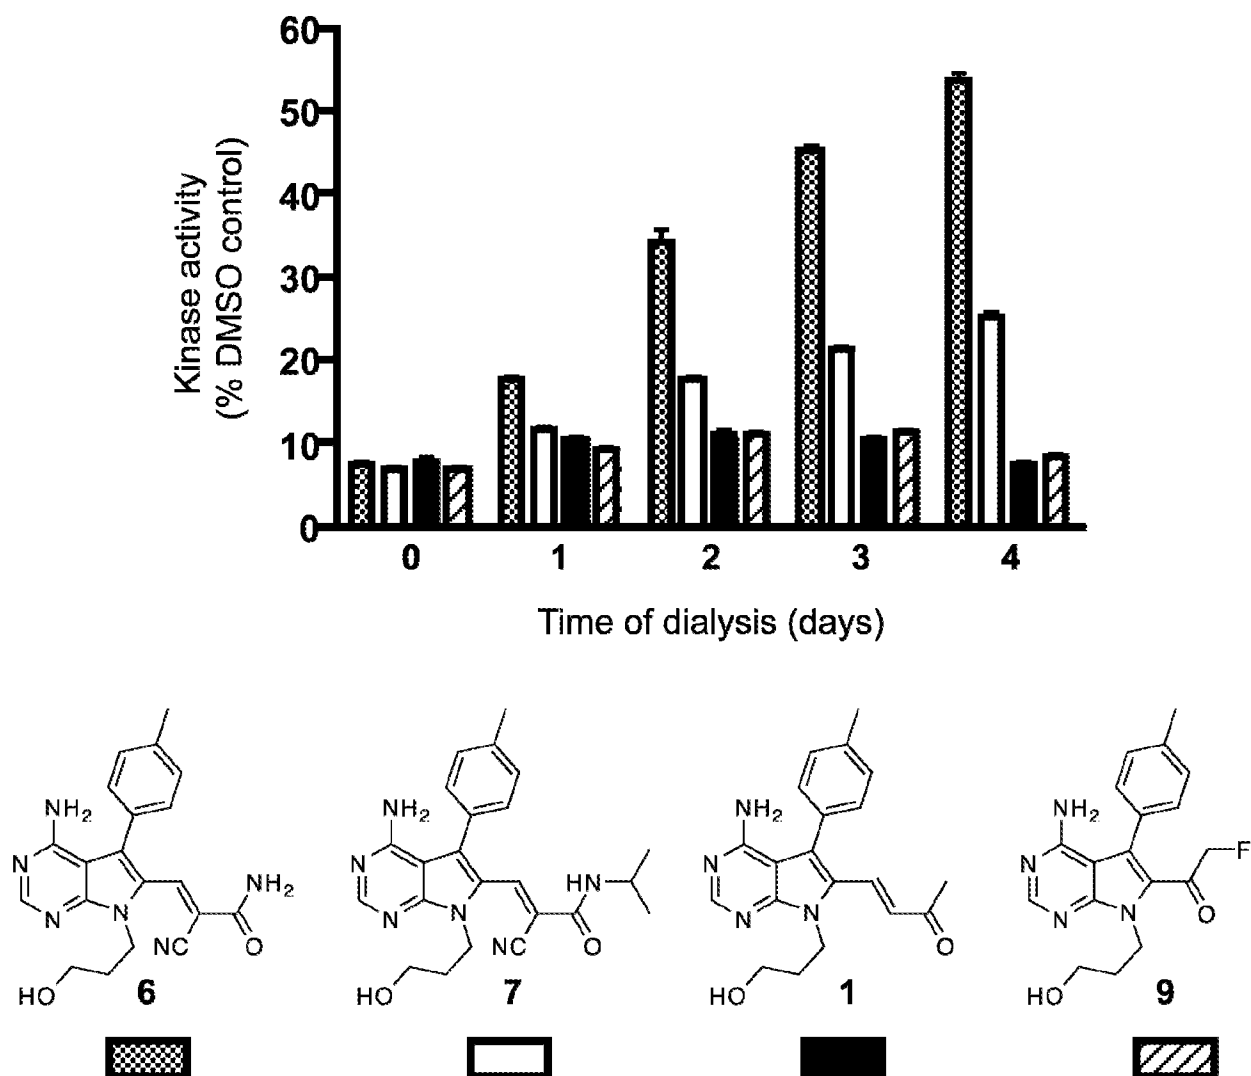 60
50
40
30
20
10
0
Kinase activity
(% DMSO control)
0 1 2 3 4
Time of dialysis (days)
NH2 N N N NC NH2 O HO
NH2 N N N NC HN O HO
NH2 N N N O HO
NH2 N N N F O HO
6 7 1 9